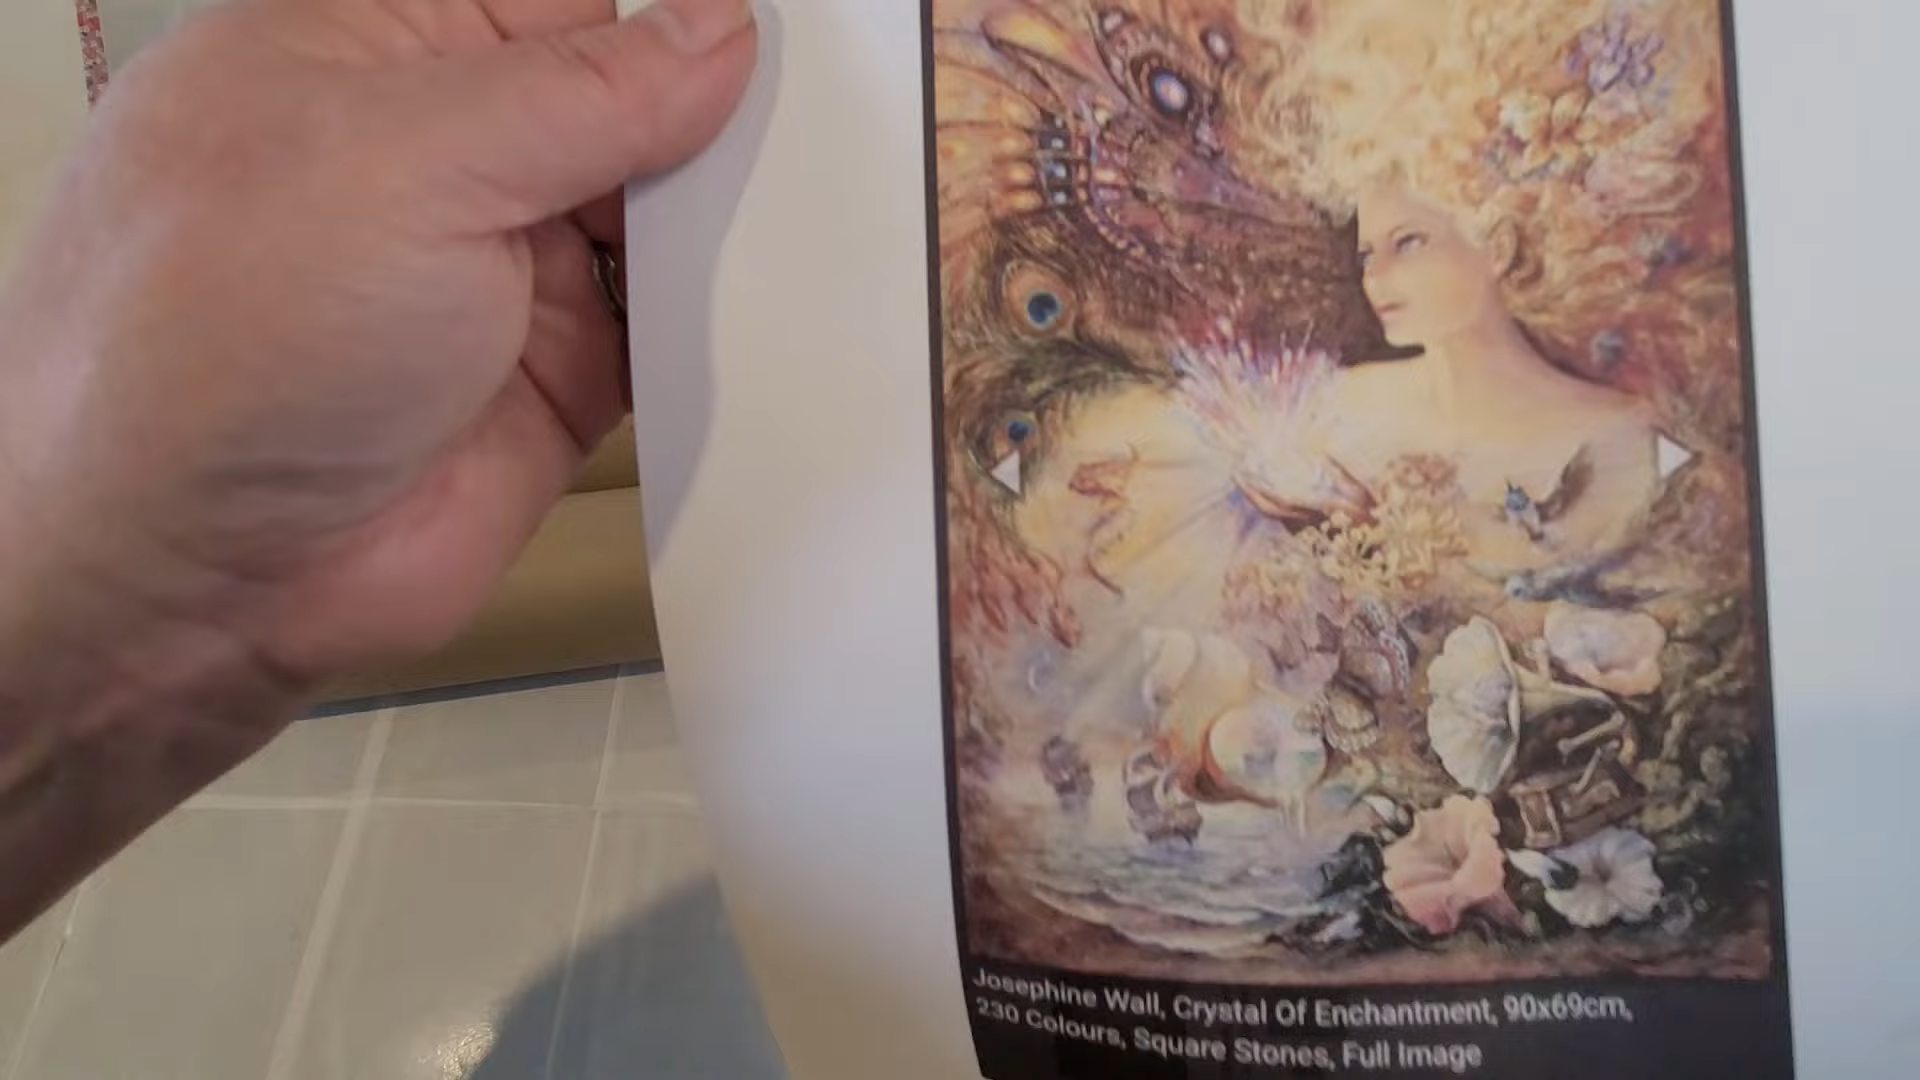 Josephine Wall, Crystal Of Enchantment, 90x69cm,
230 Colours, Square Stones, Full Image